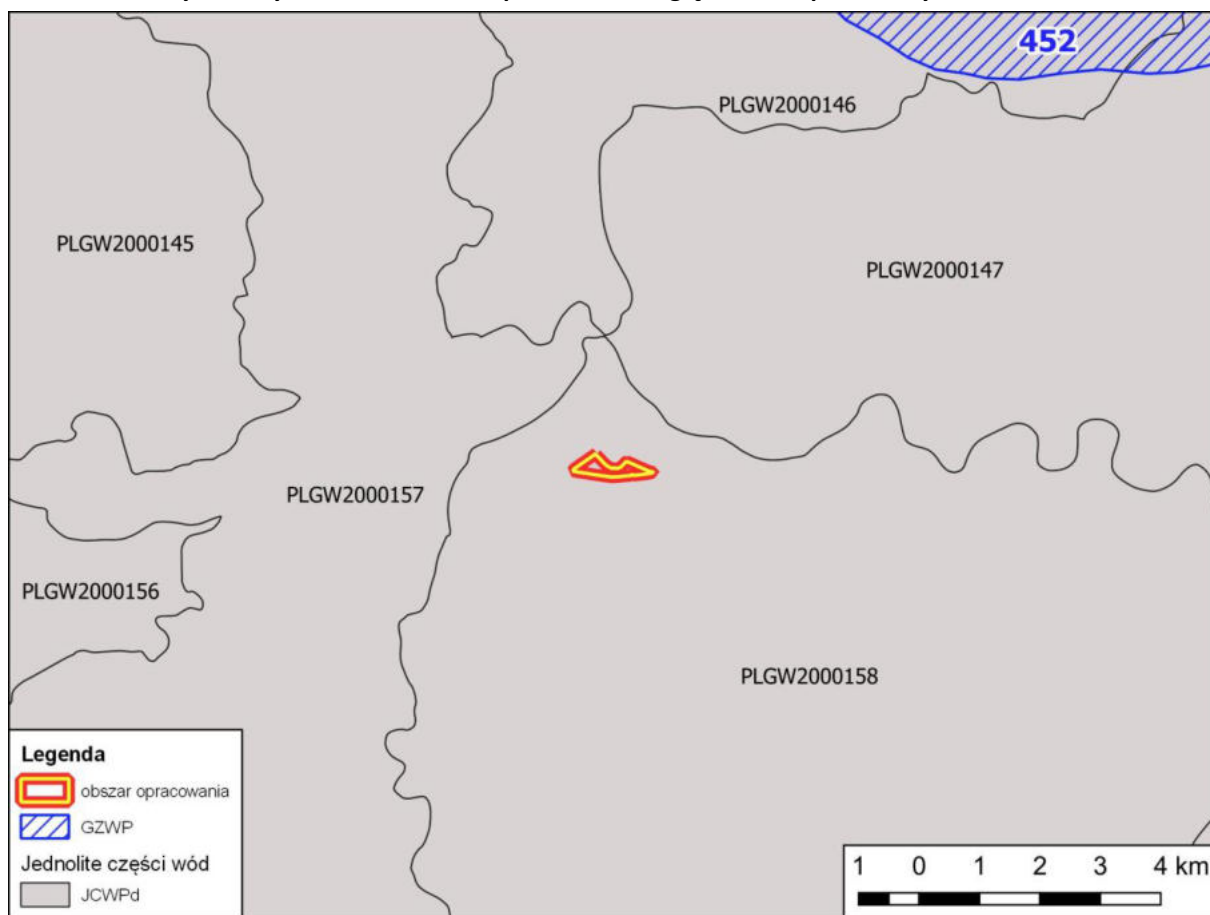 452
PLGW2000146
PLGW2000145
PLGW2000147
PLGW2000157
PLGW2000156
PLGW2000158
Legenda
obszar opracowania
GZWP
Jednolite części wód
JCWPd
1 0 1 2 3 4 km